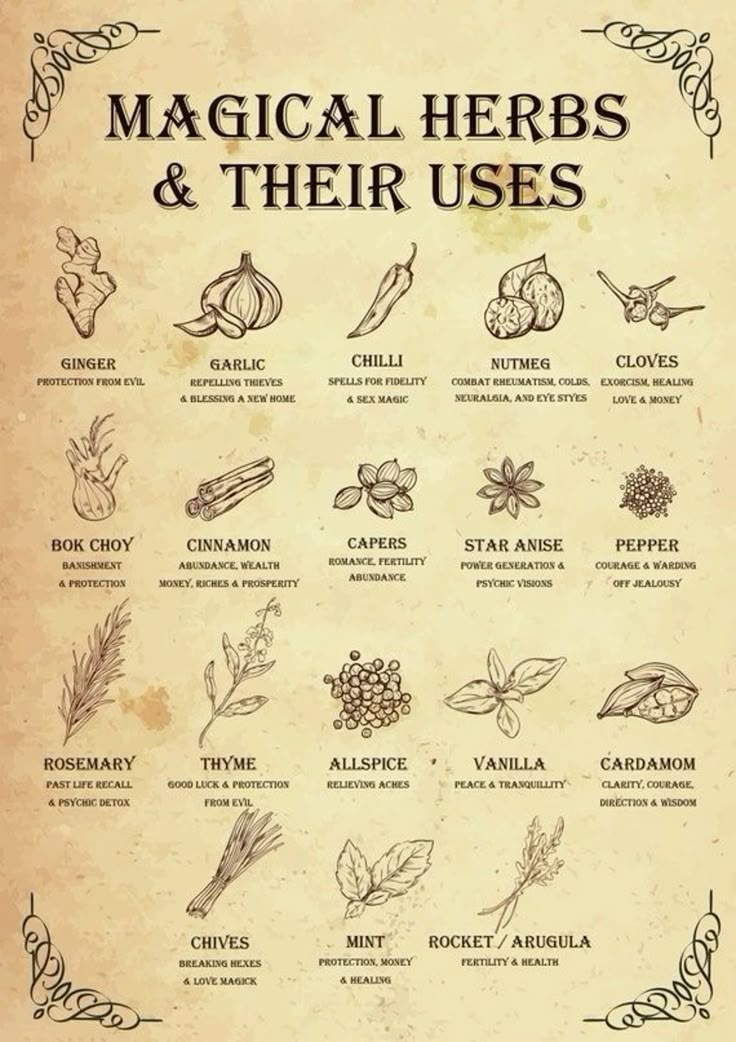 MAGICAL HERBS
& THEIR USES
GINGER
PROTECTION FROM EVIL
GARLIC
REPELLING THIEVES
& BLESSING A NEW HOME
CHILLI
SPELLS FOR FIDELITY
& SEX MAGIC
NUTMEG
COMBAT RHEUMATISM, COLDS,
NEURALGIA, AND EYE STYES
CLOVES
EXORCISM, HEALING
LOVE & MONEY
BOK CHOY
BANISHMENT
& PROTECTION
CINNAMON
ABUNDANCE, WEALTH
MONEY, RICHES & PROSPERITY
CAPERS
ROMANCE, FERTILITY
ABUNDANCE
STAR ANISE
POWER GENERATION &
PSYCHIC VISIONS
PEPPER
COURAGE & WARDING
OFF JEALOUSY
ROSEMARY
PAST LIFE RECALL
& PSYCHIC DETOX
THYME
GOOD LUCK & PROTECTION
FROM EVIL
ALLSPICE
RELIEVING ACHES
VANILLA
PEACE & TRANQUILLITY
CARDAMOM
CLARITY, COURAGE,
DIRECTION & WISDOM
CHIVES
BREAKING HEXES
& LOVE MAGICK
MINT
PROTECTION, MONEY
& HEALING
ROCKET / ARUGULA
FERTILITY & HEALTH